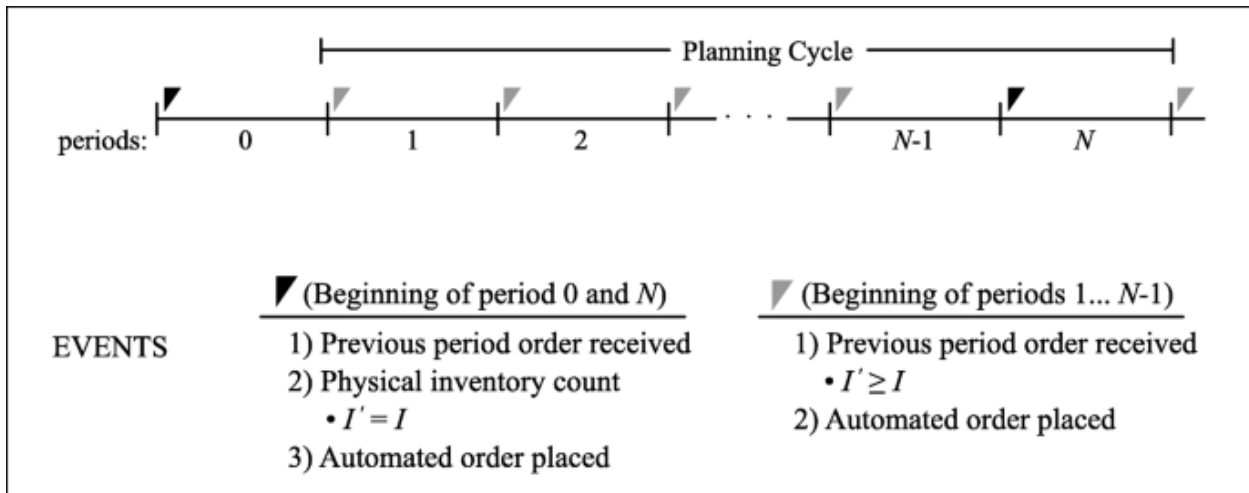 Planning Cycle
periods: 0 1 2 . . . N-1 N
EVENTS
(Beginning of period 0 and N)
1) Previous period order received
2) Physical inventory count
• I' = I
3) Automated order placed
(Beginning of periods 1... N-1)
1) Previous period order received
• I' ≥ I
2) Automated order placed